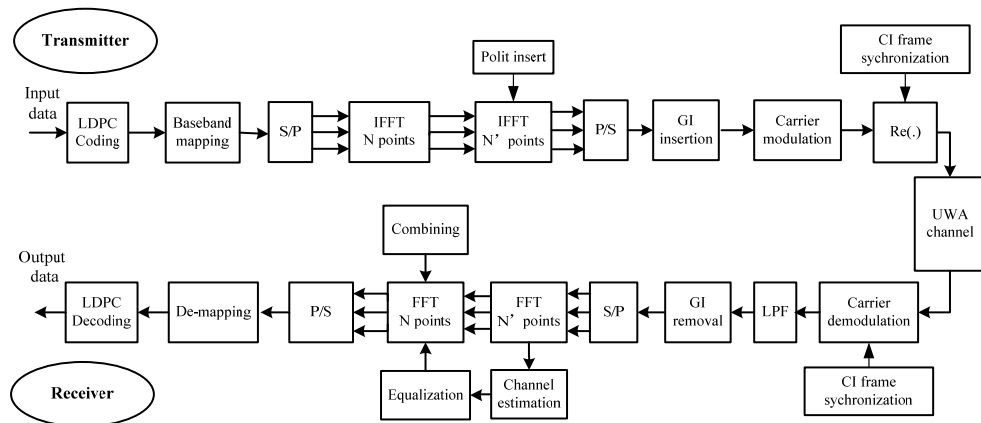 Transmitter
CI frame
sychronization
Polit insert
Input
data
LDPC
Coding
Baseband
mapping
S/P
IFFT
N points
IFFT
N' points
P/S
GI
insertion
Carrier
modulation
Re(.)
UWA
channel
Combining
Output
data
LDPC
Decoding
De-mapping
P/S
FFT
N points
FFT
N' points
S/P
GI
removal
LPF
Carrier
demodulation
Equalization
Channel
estimation
CI frame
sychronization
Receiver